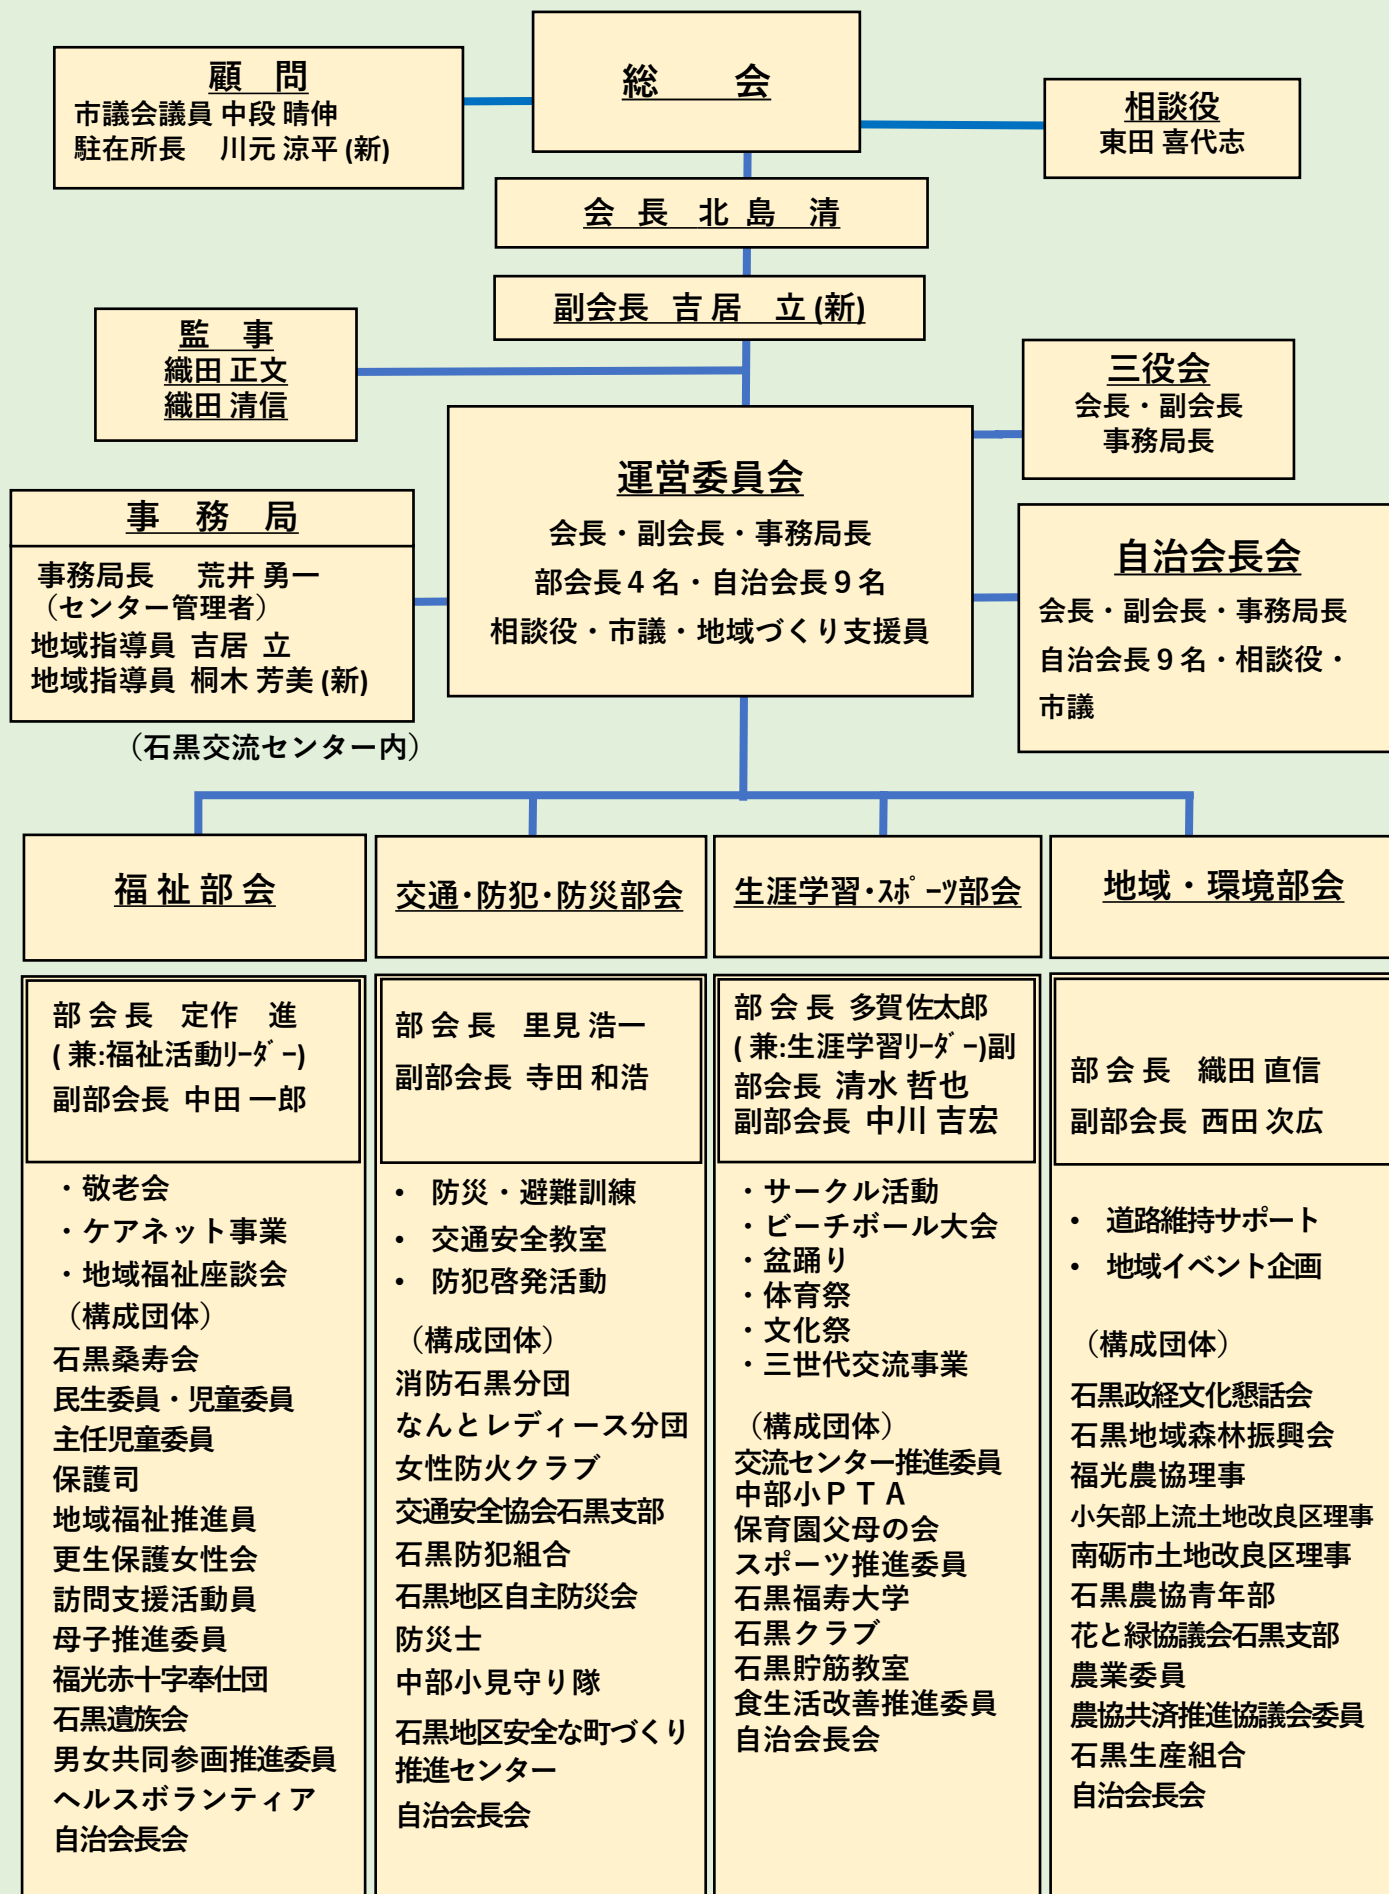 総　会
顧　問
市議会議員 中段 晴伸
駐在所長　川元 涼平 (新)
相談役
東田 喜代志
会 長 北 島 清
副会長 吉 居 立 (新)
監　事
織田 正文
織田 清信
三役会
会長・副会長
事務局長
運営委員会
会長・副会長・事務局長
部会長４名・自治会長９名
相談役・市議・地域づくり支援員
事　務　局
事務局長　荒井 勇一
（センター管理者）
地域指導員 吉居 立
地域指導員 桐木 芳美 (新)
（石黒交流センター内）
自治会長会
会長・副会長・事務局長
自治会長９名・相談役・
市議
福 祉 部 会
部 会 長　定作　進
( 兼:福祉活動ﾘｰﾀﾞｰ)
副部会長 中田 一郎
・敬老会
・ケアネット事業
・地域福祉座談会
（構成団体）
石黒桑寿会
民生委員・児童委員
主任児童委員
保護司
地域福祉推進員
更生保護女性会
訪問支援活動員
母子推進委員
福光赤十字奉仕団
石黒遺族会
男女共同参画推進委員
ヘルスボランティア
自治会長会
交通･防犯･防災部会
部 会 長　里見 浩一
副部会長 寺田 和浩
• 防災・避難訓練
• 交通安全教室
• 防犯啓発活動
（構成団体）
消防石黒分団
なんとレディース分団
女性防火クラブ
交通安全協会石黒支部
石黒防犯組合
石黒地区自主防災会
防災士
中部小見守り隊
石黒地区安全な町づくり
推進センター
自治会長会
生涯学習･ｽﾎﾟｰﾂ部会
部 会 長 多賀佐太郎
( 兼:生涯学習ﾘｰﾀﾞｰ)副
部会長 清水 哲也
副部会長 中川 吉宏
・サークル活動
・ビーチボール大会
・盆踊り
・体育祭
・文化祭
・三世代交流事業
（構成団体）
交流センター推進委員
中部小ＰＴＡ
保育園父母の会
スポーツ推進委員
石黒福寿大学
石黒クラブ
石黒貯筋教室
食生活改善推進委員
自治会長会
地域・環境部会
部 会 長　織田 直信
副部会長 西田 次広
• 道路維持サポート
• 地域イベント企画
（構成団体）
石黒政経文化懇話会
石黒地域森林振興会
福光農協理事
小矢部上流土地改良区理事
南砺市土地改良区理事
石黒農協青年部
花と緑協議会石黒支部
農業委員
農協共済推進協議会委員
石黒生産組合
自治会長会